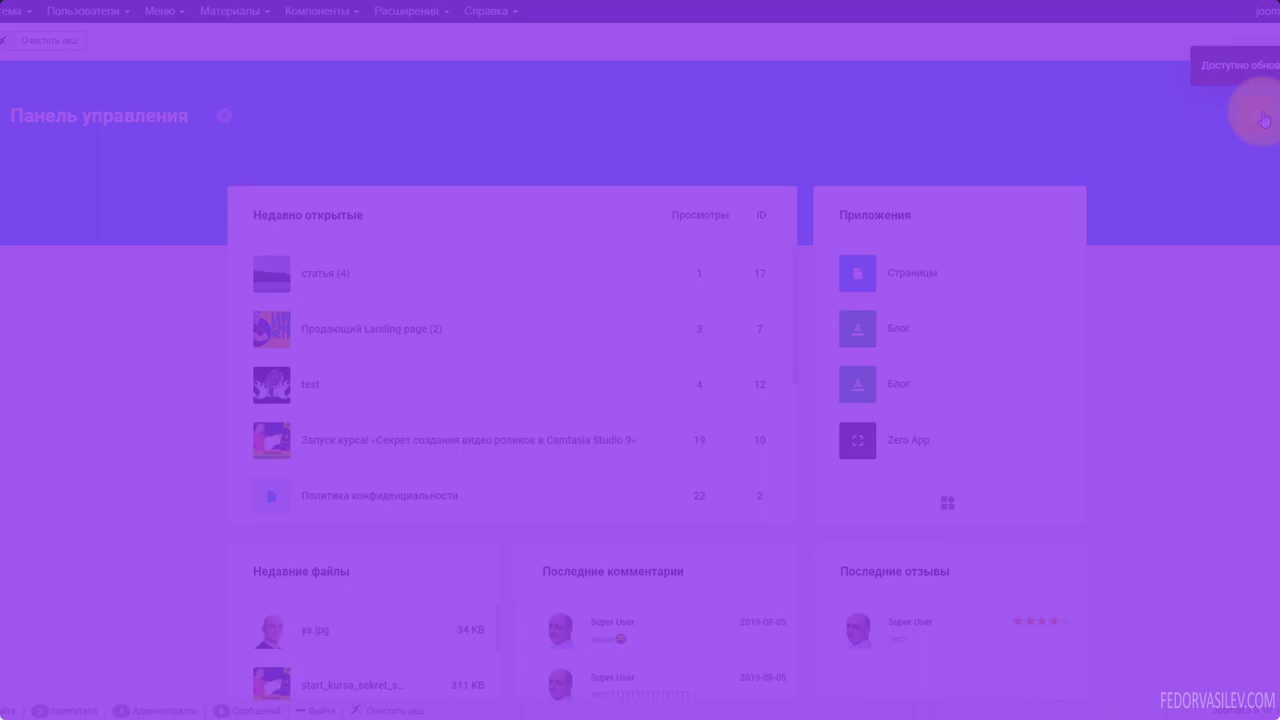 Пользователи Меню Материалы Компоненты Расширения Справка
Очистить кэш
Доступно
Панель управления
Недавно открытые Просмотры ID
статья (4) 1 17
Продающий Landing page (2) 3 7
test 4 12
Запуск курса! «Секрет создания видео роликов в Camtasia Studio 9» 19 10
Политика конфиденциальности 22 2
Приложения
Страницы
Блог
Блог
Zero App
Недавние файлы
ya.jpg 34 KB
start_kursa_sekret_s... 311 KB
Последние комментарии
Super User 2019-08-05
Super User 2019-08-05
Последние отзывы
Super User
тест
посетителя Администратор Сообщений Выйти Очистить кэш
FEDORVASILEV.COM